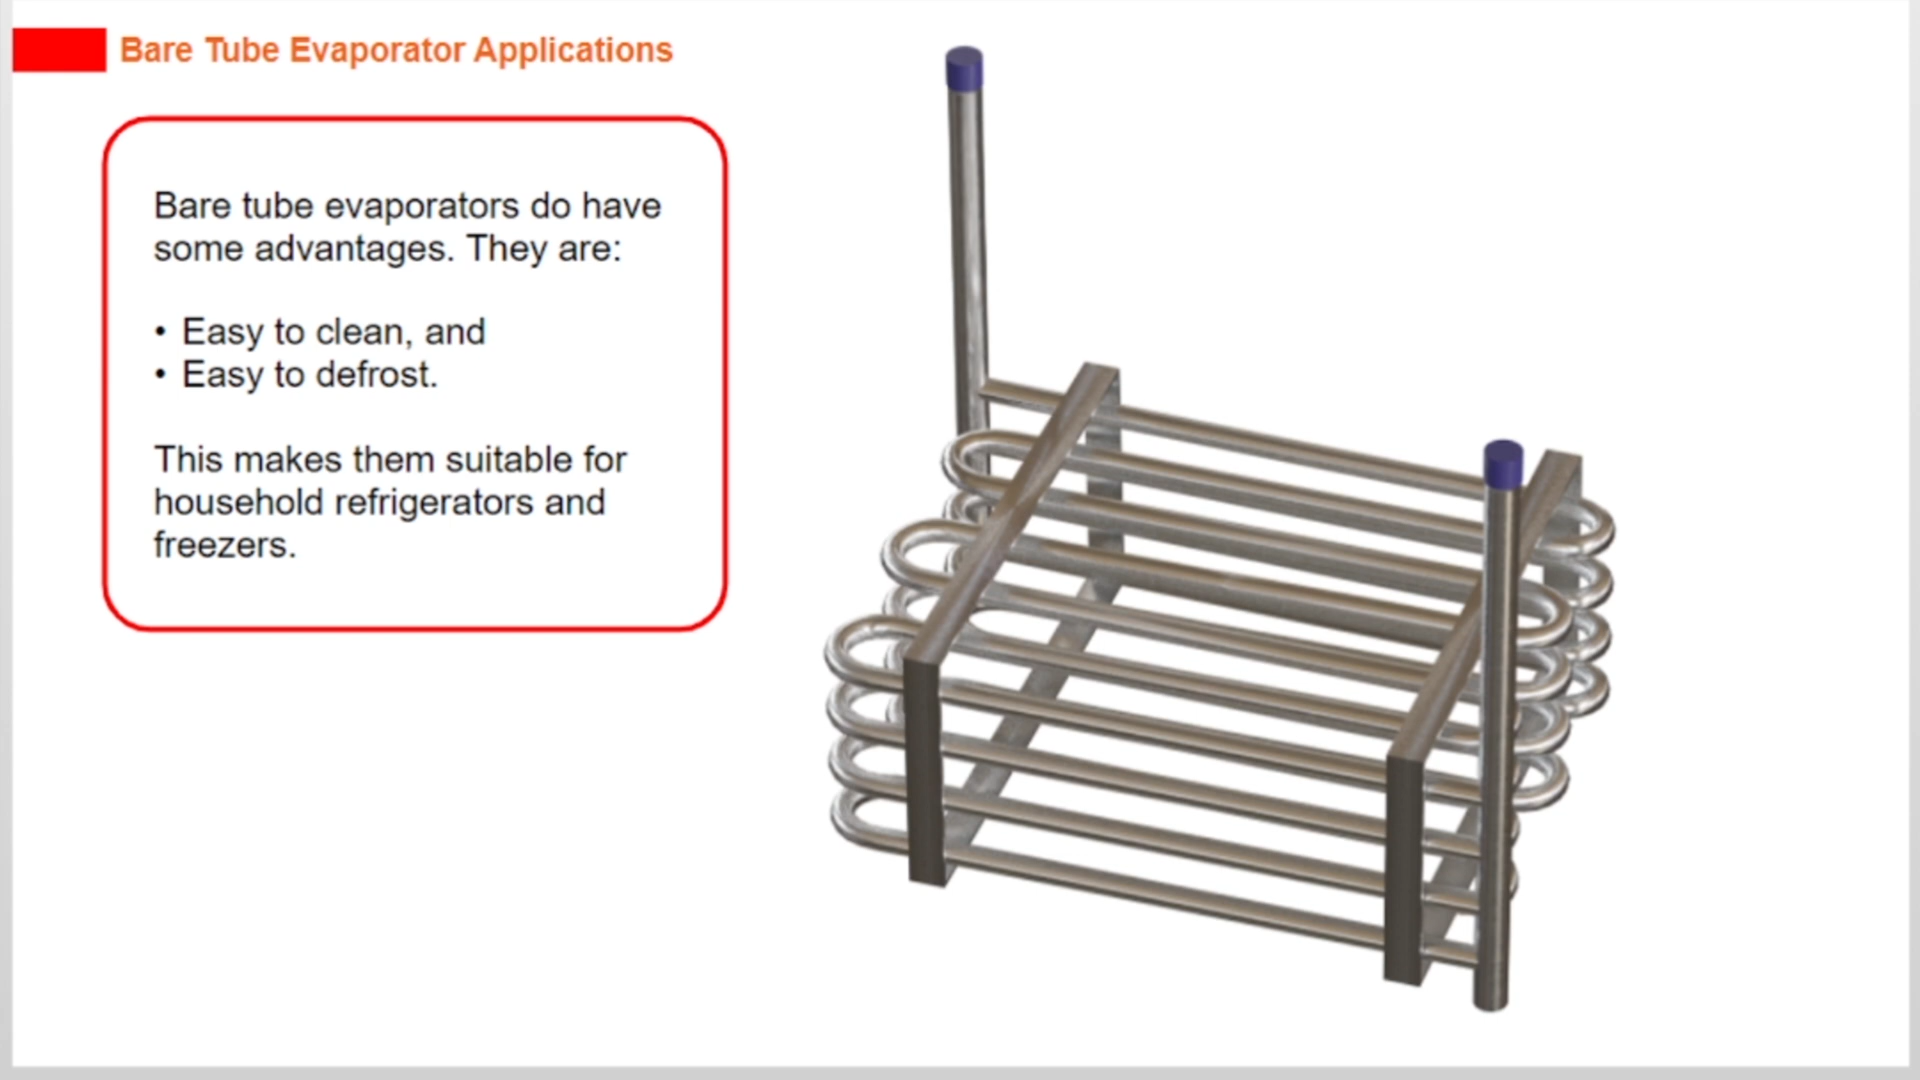 Bare Tube Evaporator Applications
Bare tube evaporators do have
some advantages. They are:
• Easy to clean, and
• Easy to defrost.
This makes them suitable for
household refrigerators and
freezers.